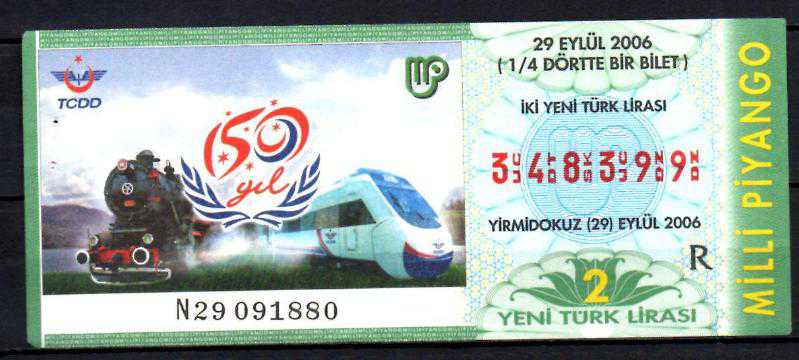 TCDD
150
yıl
N29 091880
29 EYLÜL 2006
( 1/4 DÖRTTE BİR BİLET )
İKİ YENİ TÜRK LİRASI
3 4 8 3 9 9
YİRMİDOKUZ (29) EYLÜL 2006
R
2
YENİ TÜRK LİRASI
MİLLİ PİYANGO